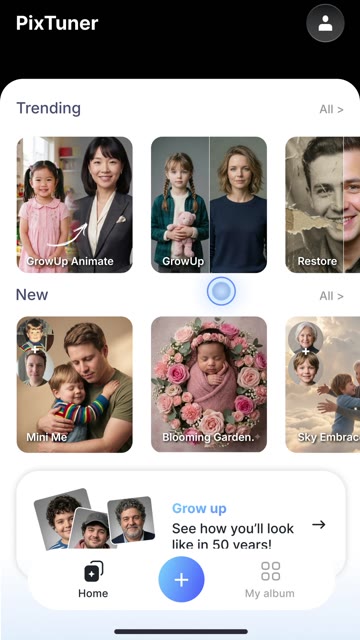 PixTuner
Trending
All >
GrowUp Animate
GrowUp
Restore
New
All >
Mini Me
Blooming Garden.
Sky Embrac
Grow up
See how you'll look
like in 50 years!
Home
My album